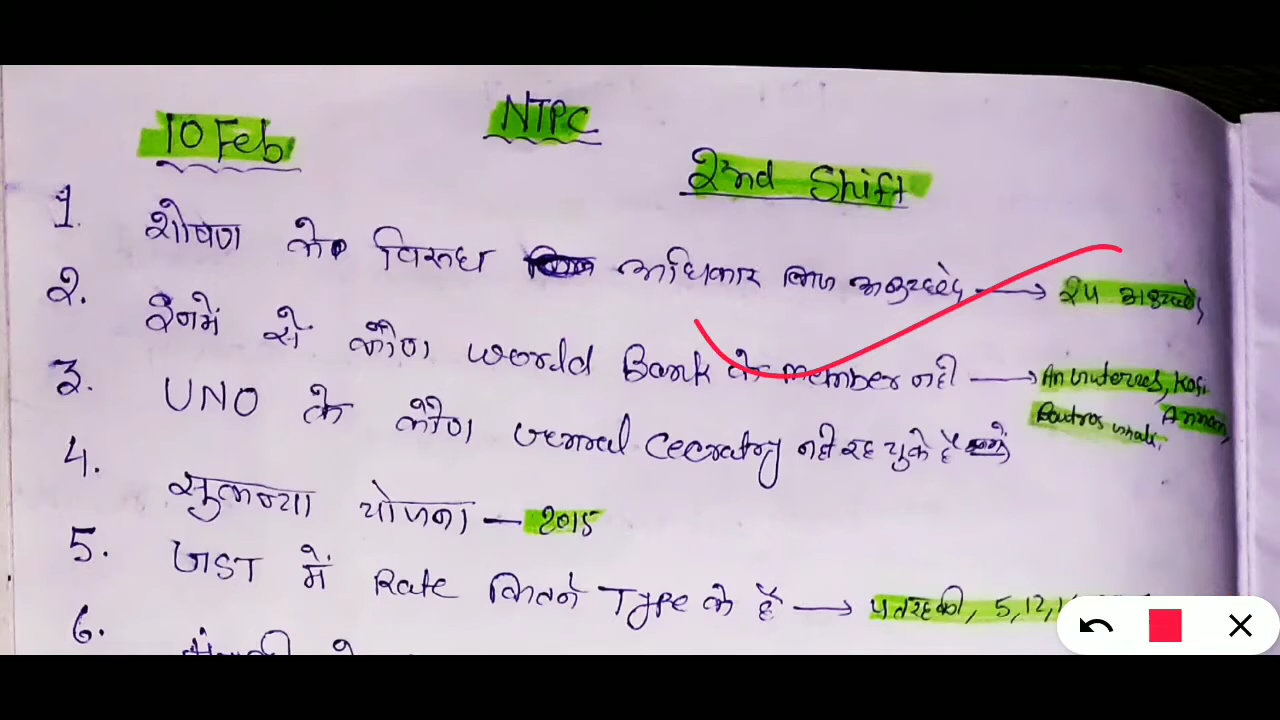 10 Feb
NTPC
2nd Shift
1. शोषण के विरुध अधिकार किस अनुच्छेद → 24 अनुच्छेद
2. इनमें से कौन World Bank के member नही →
3. UNO के कौन General Cecratry नही रह चुके है → An Guterres, Kofi Annan, Boutros Ghali,
4. सुकन्या योजना — 2015
5. GST में Rate कितने Type के है → 4 तरह की, 5, 12,
6.